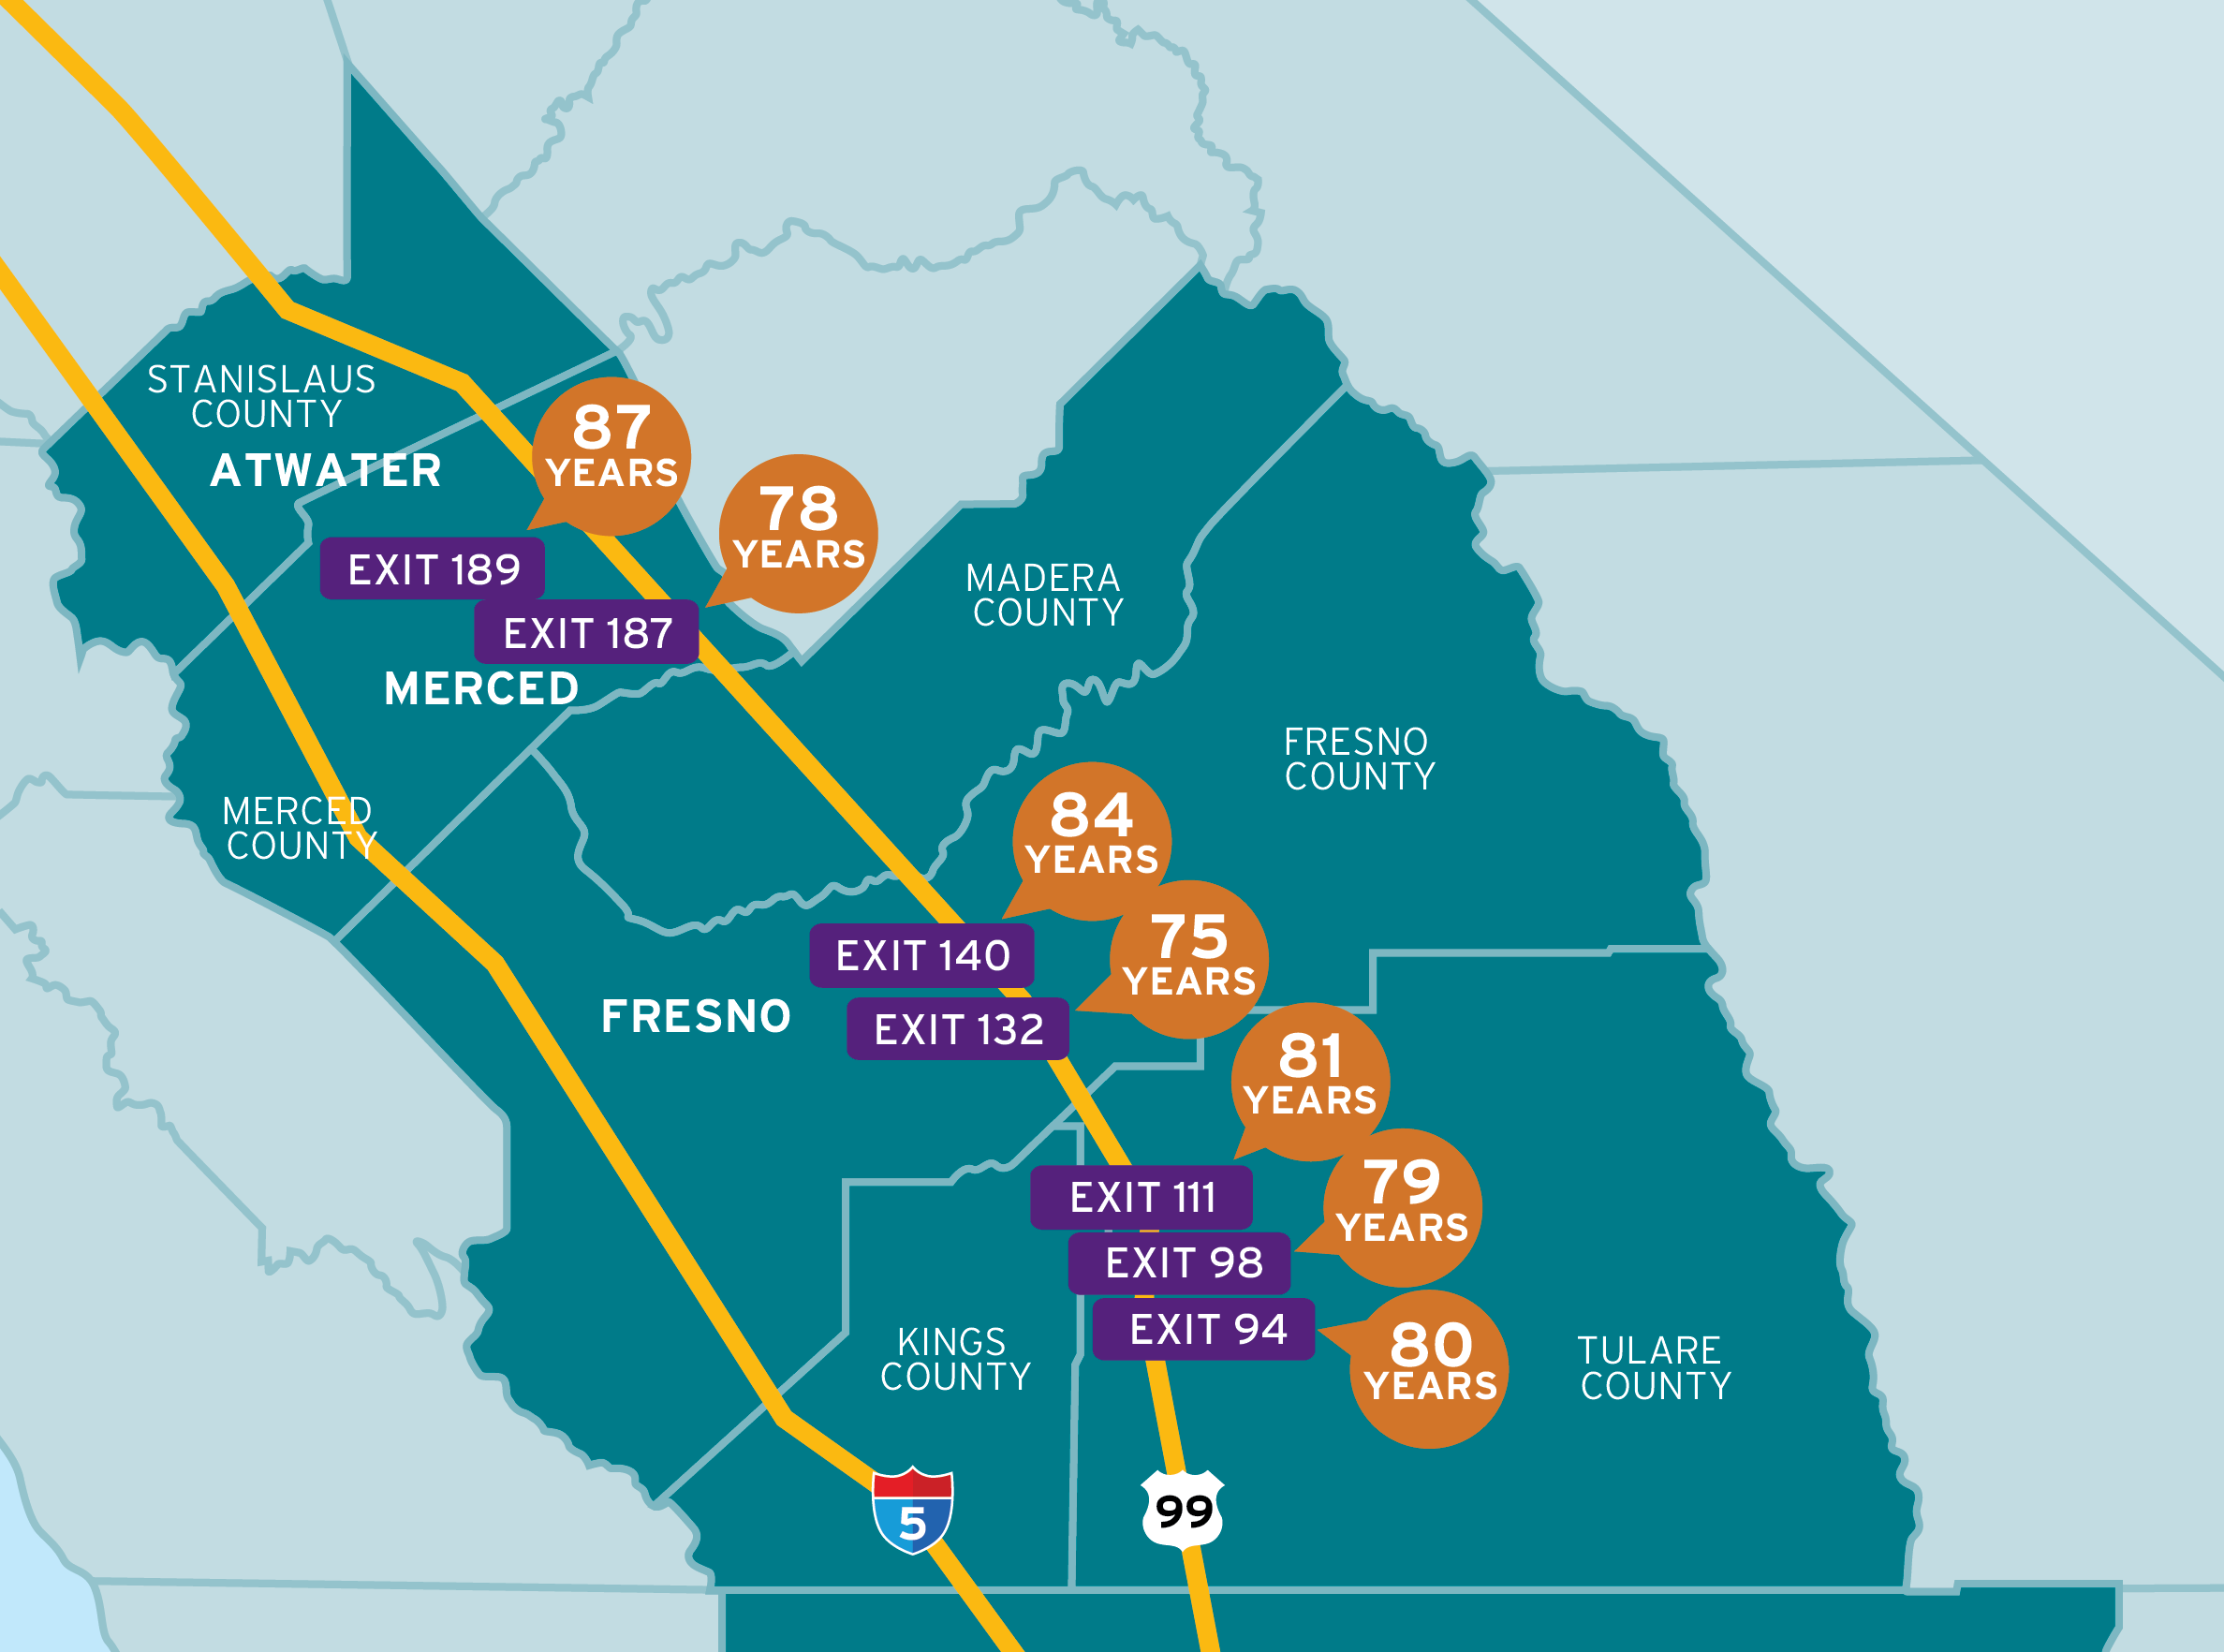 STANISLAUS
COUNTY
ATWATER
87
YEARS
78
YEARS
EXIT 189
EXIT 187
MERCED
MADERA
COUNTY
FRESNO
COUNTY
MERCED
COUNTY
84
YEARS
75
YEARS
EXIT 140
EXIT 132
FRESNO
81
YEARS
79
YEARS
EXIT 111
EXIT 98
EXIT 94
80
YEARS
KINGS
COUNTY
TULARE
COUNTY
5
99